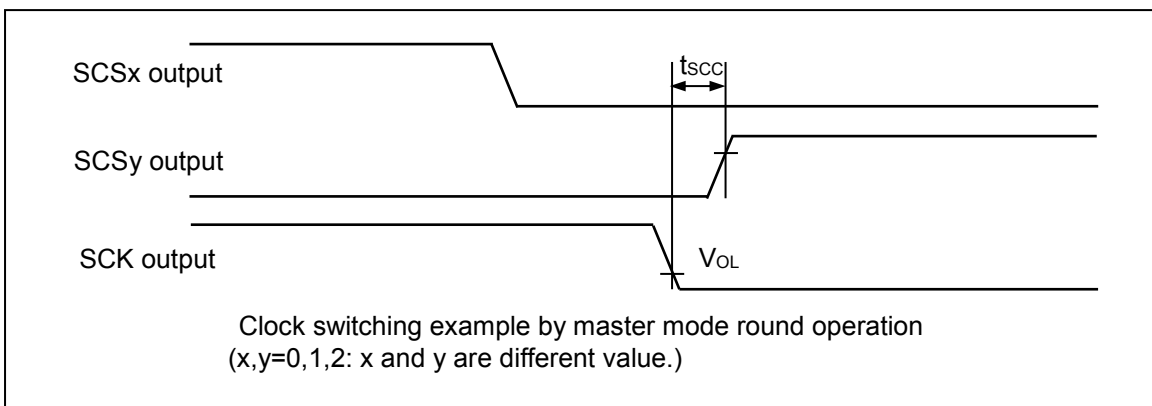 SCSx output
tSCC
SCSy output
SCK output
VOL
Clock switching example by master mode round operation
(x,y=0,1,2: x and y are different value.)